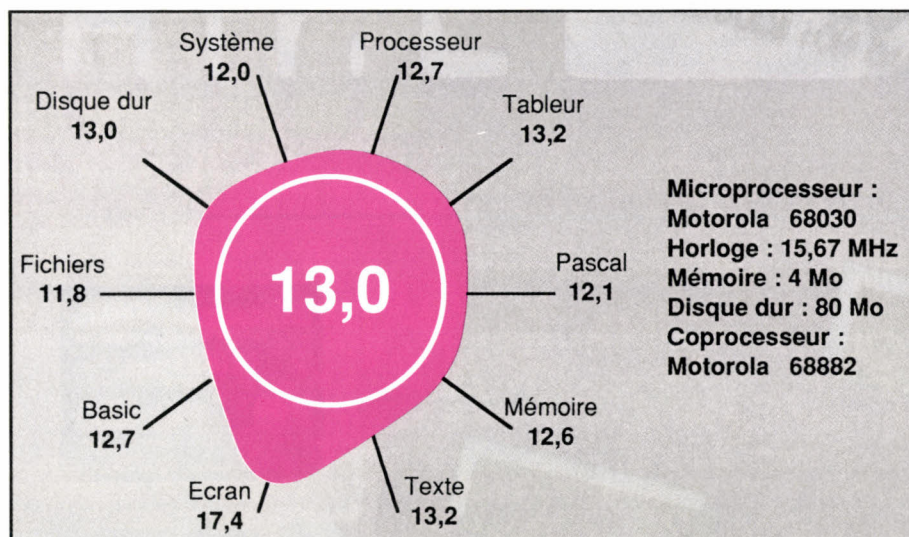 Système
12,0
Processeur
12,7
Disque dur
13,0
Tableur
13,2
Fichiers
11,8
13,0
Pascal
12,1
Basic
12,7
Mémoire
12,6
Ecran
17,4
Texte
13,2
Microprocesseur :
Motorola 68030
Horloge : 15,67 MHz
Mémoire : 4 Mo
Disque dur : 80 Mo
Coprocesseur :
Motorola 68882